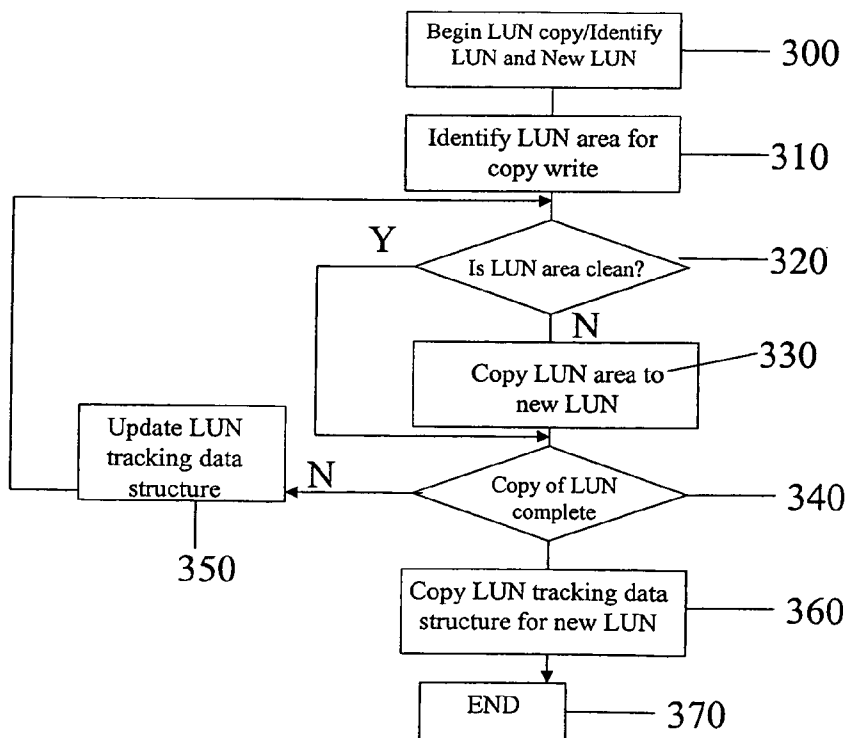 Begin LUN copy/Identify
LUN and New LUN
300
Identify LUN area for
copy write
310
Y
Is LUN area clean?
320
N
Copy LUN area to
new LUN
330
Update LUN
tracking data
structure
350
N
Copy of LUN
complete
340
Copy LUN tracking data
structure for new LUN
360
END
370